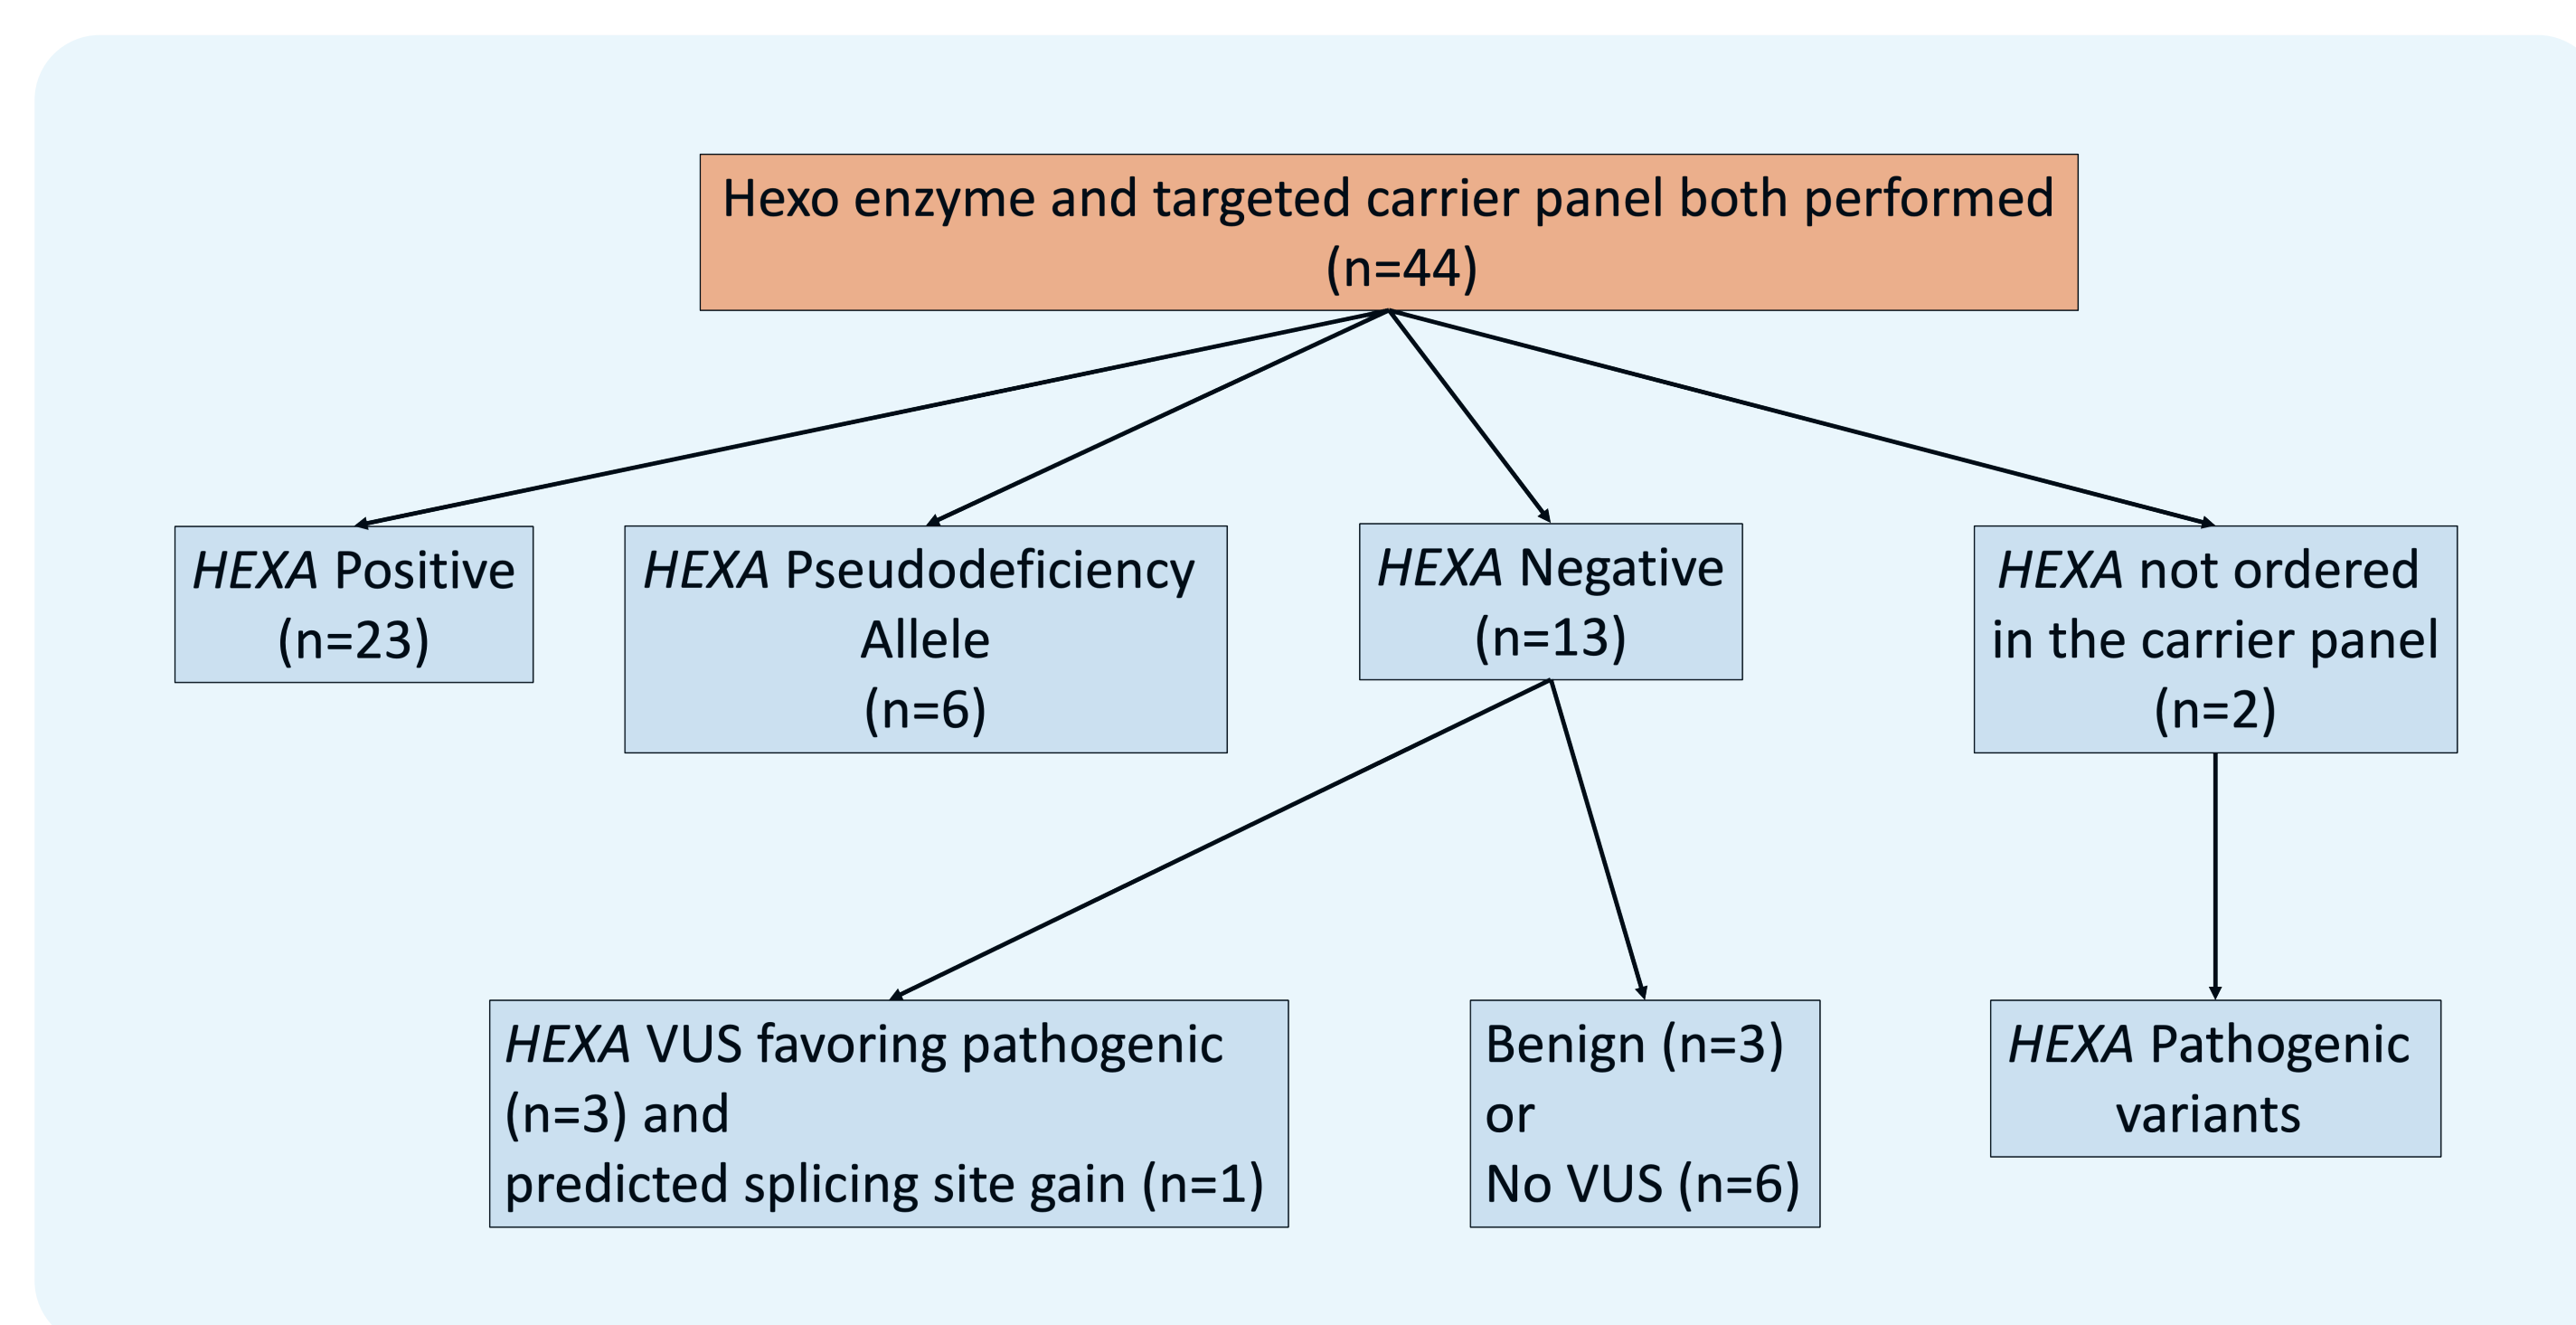 Hexo enzyme and targeted carrier panel both performed
(n=44)
HEXA Positive
(n=23)
HEXA Pseudodeficiency
Allele
(n=6)
HEXA Negative
(n=13)
HEXA not ordered
in the carrier panel
(n=2)
HEXA VUS favoring pathogenic
(n=3) and
predicted splicing site gain (n=1)
Benign (n=3)
or
No VUS (n=6)
HEXA Pathogenic
variants